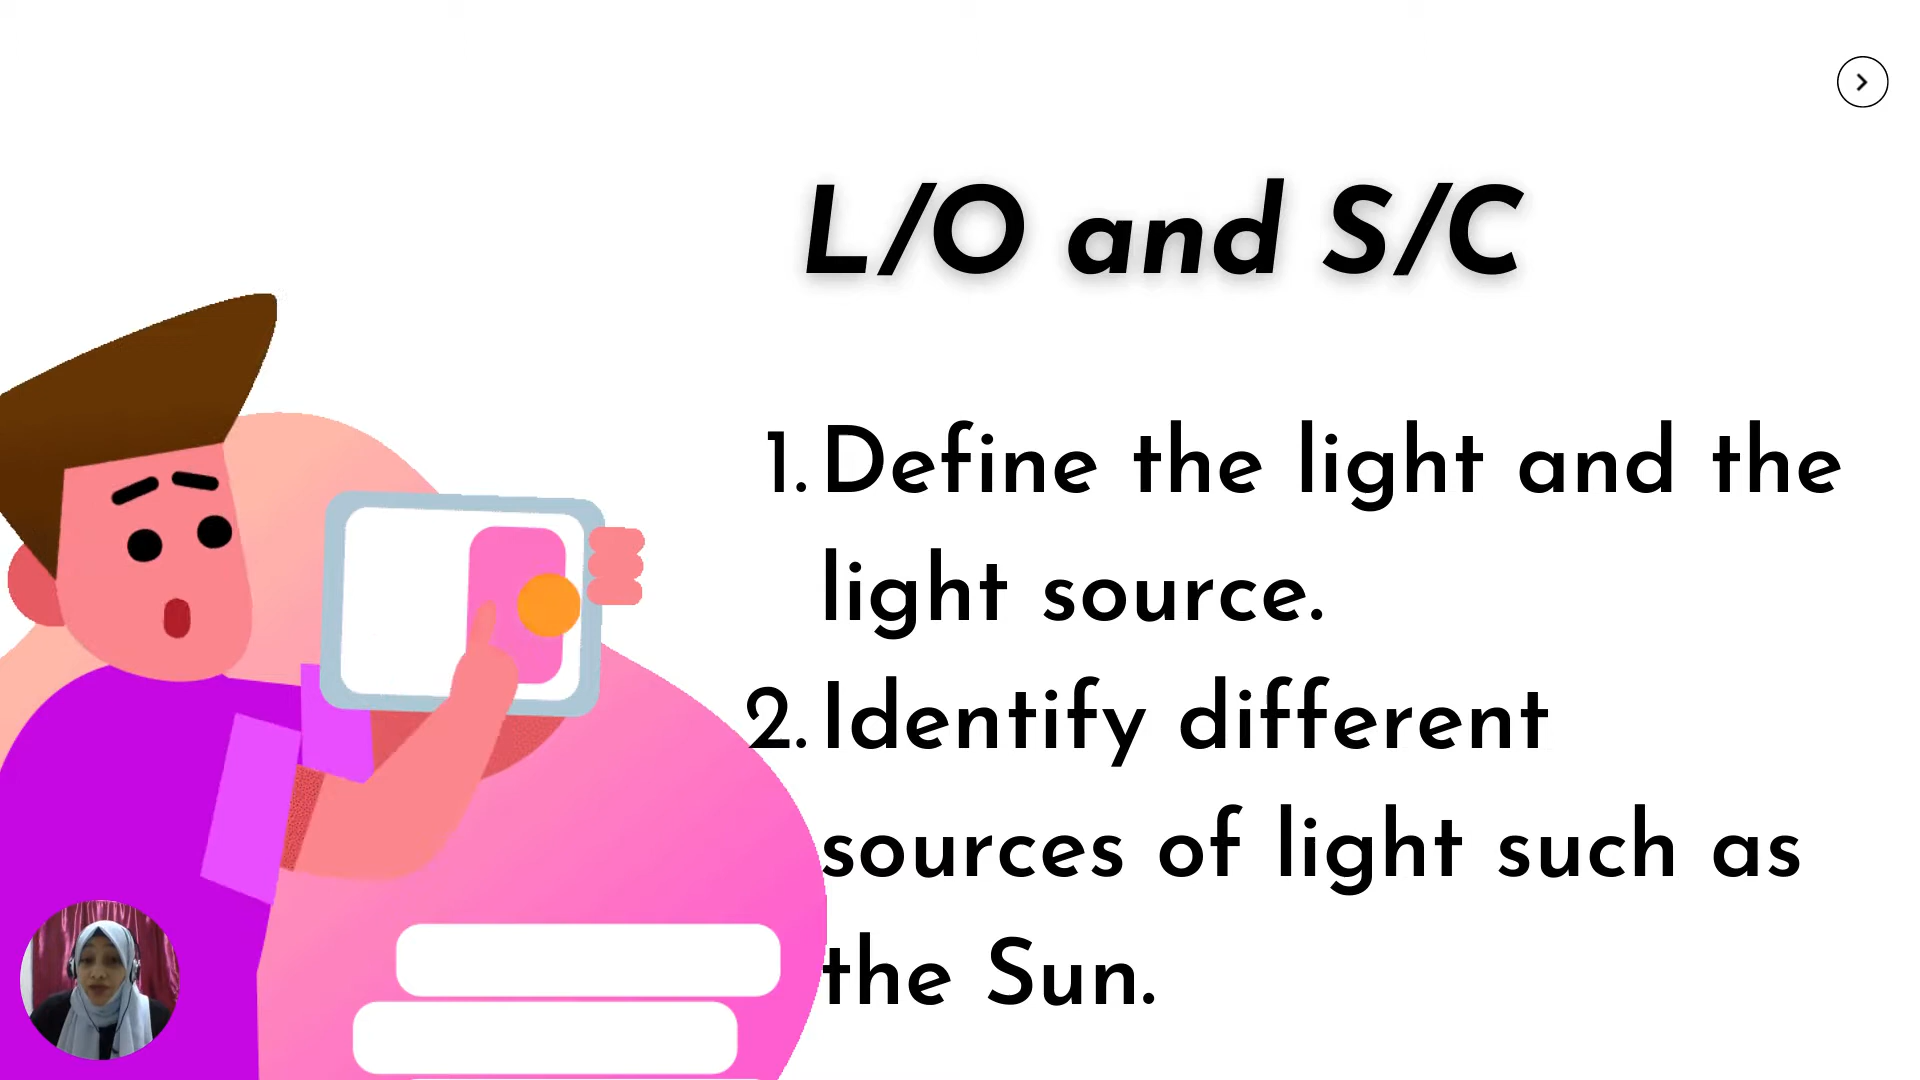 L/O and S/C
1. Define the light and the
light source.
2. Identify different
sources of light such as
the Sun.